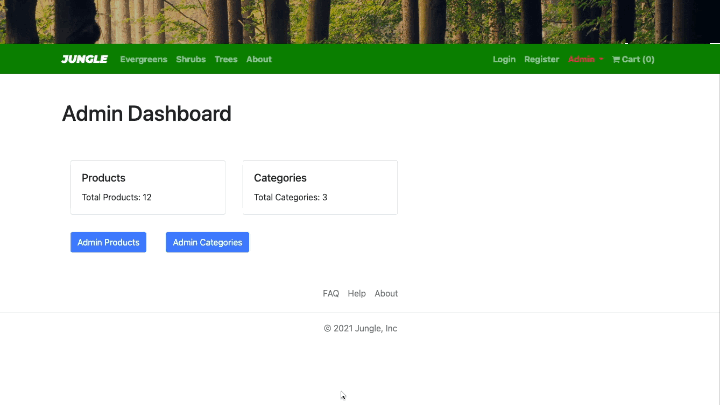 JUNGLE Evergreens Shrubs Trees About Login Register Admin Cart (0)
Admin Dashboard
Products Categories
Total Products: 12 Total Categories: 3
Admin Products Admin Categories
FAQ Help About
© 2021 Jungle, Inc